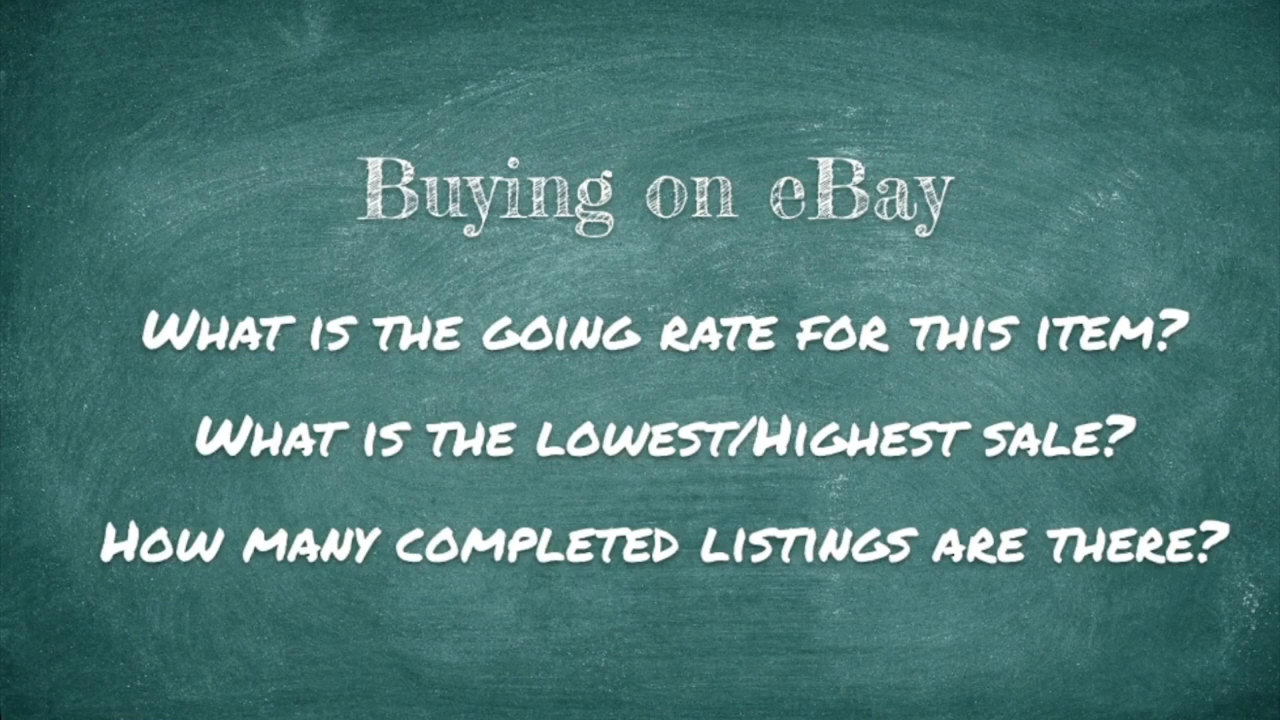 Buying on eBay
What is the going rate for this item?
What is the lowest/Highest sale?
How many completed listings are there?